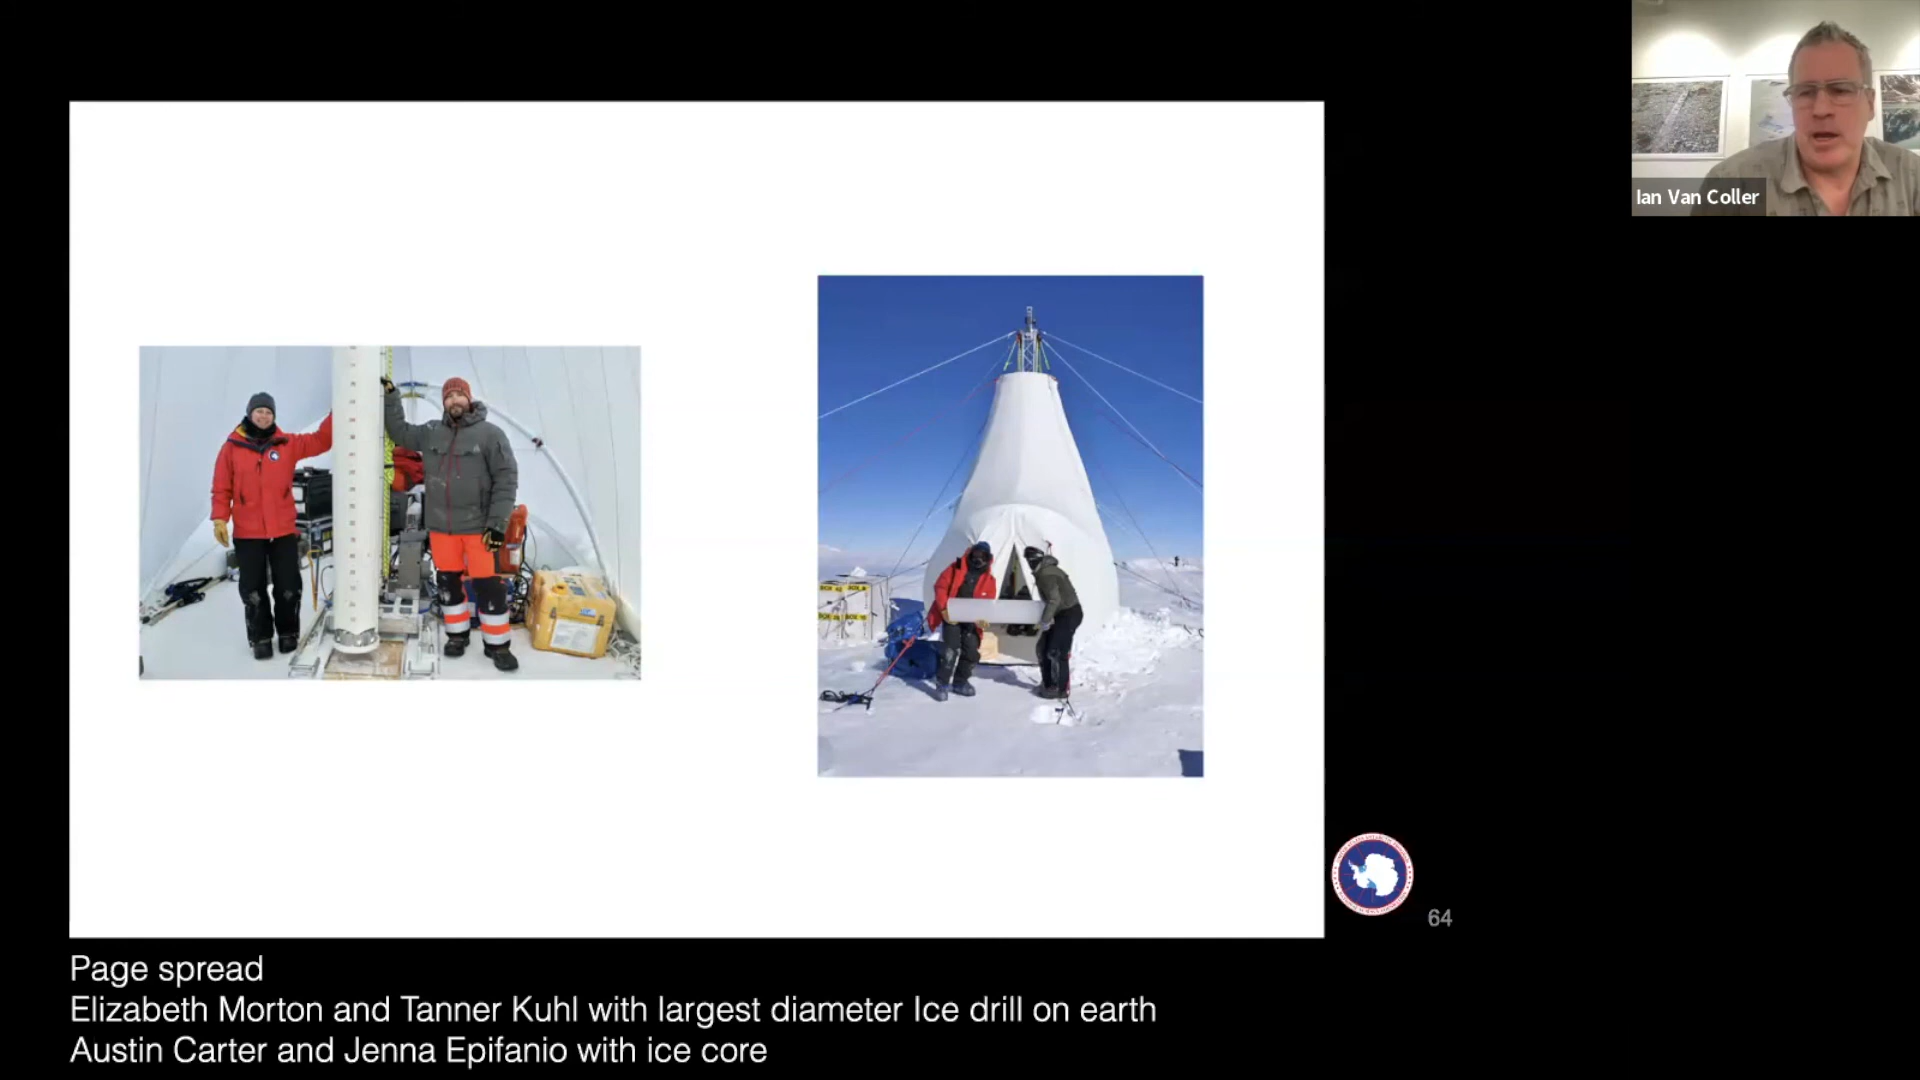 Ian Van Coller
64
Page spread
Elizabeth Morton and Tanner Kuhl with largest diameter Ice drill on earth
Austin Carter and Jenna Epifanio with ice core